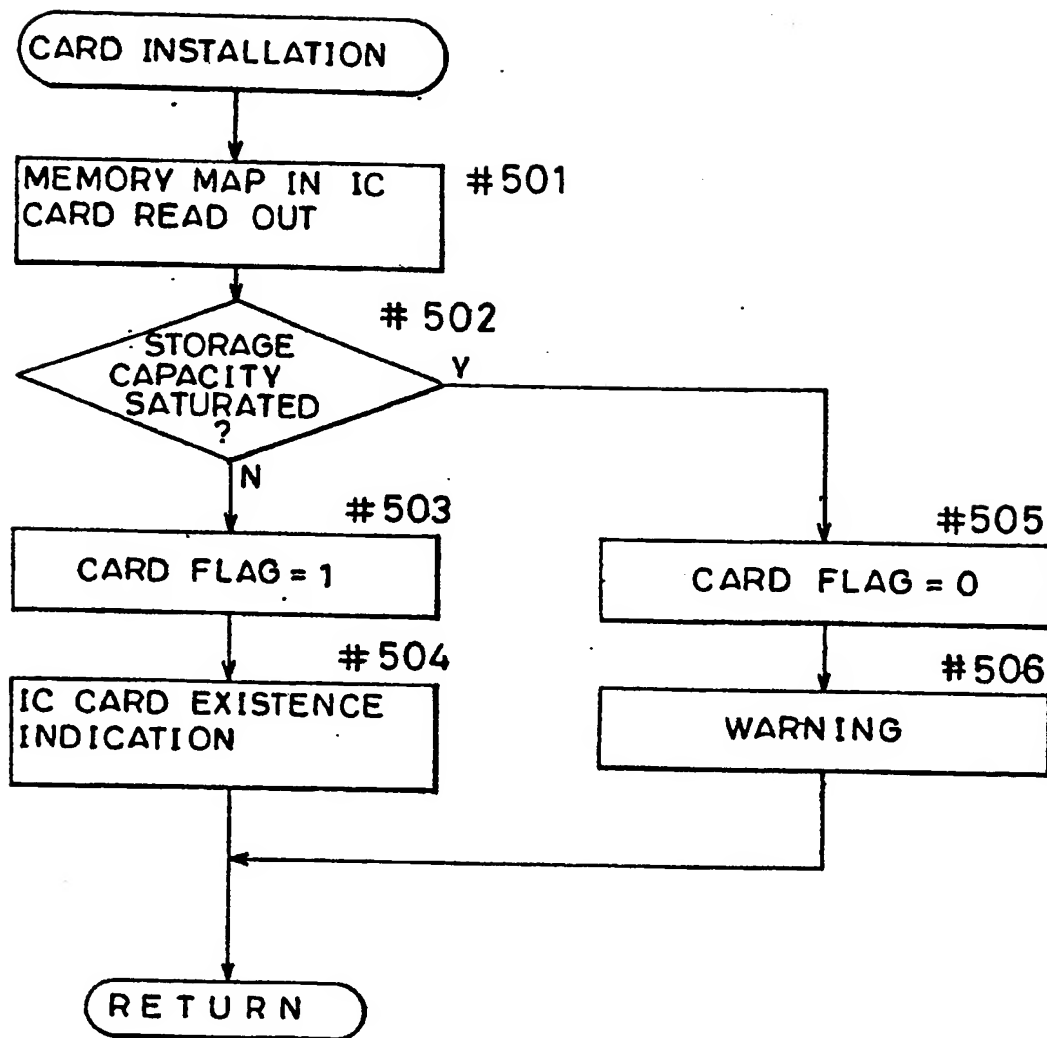 CARD INSTALLATION
MEMORY MAP IN IC
CARD READ OUT
#501
#502
STORAGE
CAPACITY
SATURATED
?
Y
N
#503
CARD FLAG = 1
#505
CARD FLAG = 0
#504
IC CARD EXISTENCE
INDICATION
#506
WARNING
RETURN